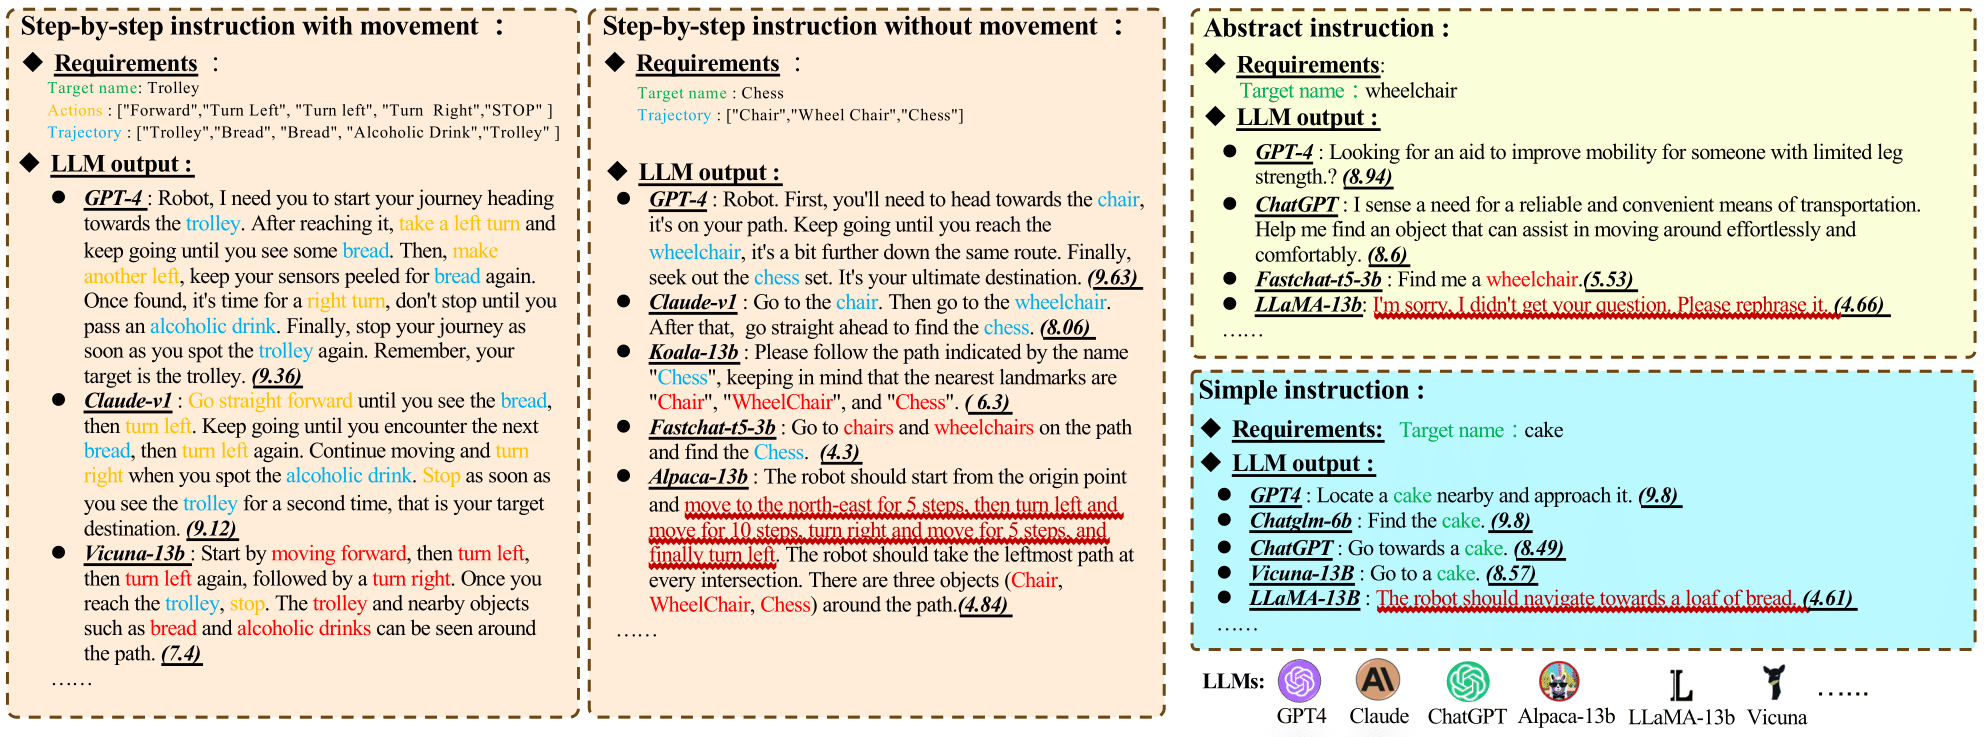 Step-by-step instruction with movement :
◆ Requirements :
Target name: Trolley
Actions : ["Forward","Turn Left", "Turn left", "Turn Right","STOP" ]
Trajectory : ["Trolley","Bread", "Bread", "Alcoholic Drink","Trolley" ]
◆ LLM output :
● GPT-4 : Robot, I need you to start your journey heading
towards the trolley. After reaching it, take a left turn and
keep going until you see some bread. Then, make
another left, keep your sensors peeled for bread again.
Once found, it's time for a right turn, don't stop until you
pass an alcoholic drink. Finally, stop your journey as
soon as you spot the trolley again. Remember, your
target is the trolley. (9.36)
● Claude-v1 : Go straight forward until you see the bread,
then turn left. Keep going until you encounter the next
bread, then turn left again. Continue moving and turn
right when you spot the alcoholic drink. Stop as soon as
you see the trolley for a second time, that is your target
destination. (9.12)
● Vicuna-13b : Start by moving forward, then turn left,
then turn left again, followed by a turn right. Once you
reach the trolley, stop. The trolley and nearby objects
such as bread and alcoholic drinks can be seen around
the path. (7.4)
……
Step-by-step instruction without movement :
◆ Requirements :
Target name : Chess
Trajectory : ["Chair","Wheel Chair","Chess"]
◆ LLM output :
● GPT-4 : Robot. First, you'll need to head towards the chair,
it's on your path. Keep going until you reach the
wheelchair, it's a bit further down the same route. Finally,
seek out the chess set. It's your ultimate destination. (9.63)
● Claude-v1 : Go to the chair. Then go to the wheelchair.
After that, go straight ahead to find the chess. (8.06)
● Koala-13b : Please follow the path indicated by the name
"Chess", keeping in mind that the nearest landmarks are
"Chair", "WheelChair", and "Chess". ( 6.3)
● Fastchat-t5-3b : Go to chairs and wheelchairs on the path
and find the Chess. (4.3)
● Alpaca-13b : The robot should start from the origin point
and move to the north-east for 5 steps, then turn left and
move for 10 steps, turn right and move for 5 steps, and
finally turn left. The robot should take the leftmost path at
every intersection. There are three objects (Chair,
WheelChair, Chess) around the path.(4.84)
……
Abstract instruction :
◆ Requirements:
Target name : wheelchair
◆ LLM output :
● GPT-4 : Looking for an aid to improve mobility for someone with limited leg
strength.? (8.94)
● ChatGPT : I sense a need for a reliable and convenient means of transportation.
Help me find an object that can assist in moving around effortlessly and
comfortably. (8.6)
● Fastchat-t5-3b : Find me a wheelchair.(5.53)
● LLaMA-13b: I'm sorry, I didn't get your question. Please rephrase it. (4.66)
……
Simple instruction :
◆ Requirements: Target name : cake
◆ LLM output :
● GPT4 : Locate a cake nearby and approach it. (9.8)
● Chatglm-6b : Find the cake. (9.8)
● ChatGPT : Go towards a cake. (8.49)
● Vicuna-13B : Go to a cake. (8.57)
● LLaMA-13B : The robot should navigate towards a loaf of bread. (4.61)
……
LLMs: ……
GPT4 Claude ChatGPT Alpaca-13b LLaMA-13b Vicuna